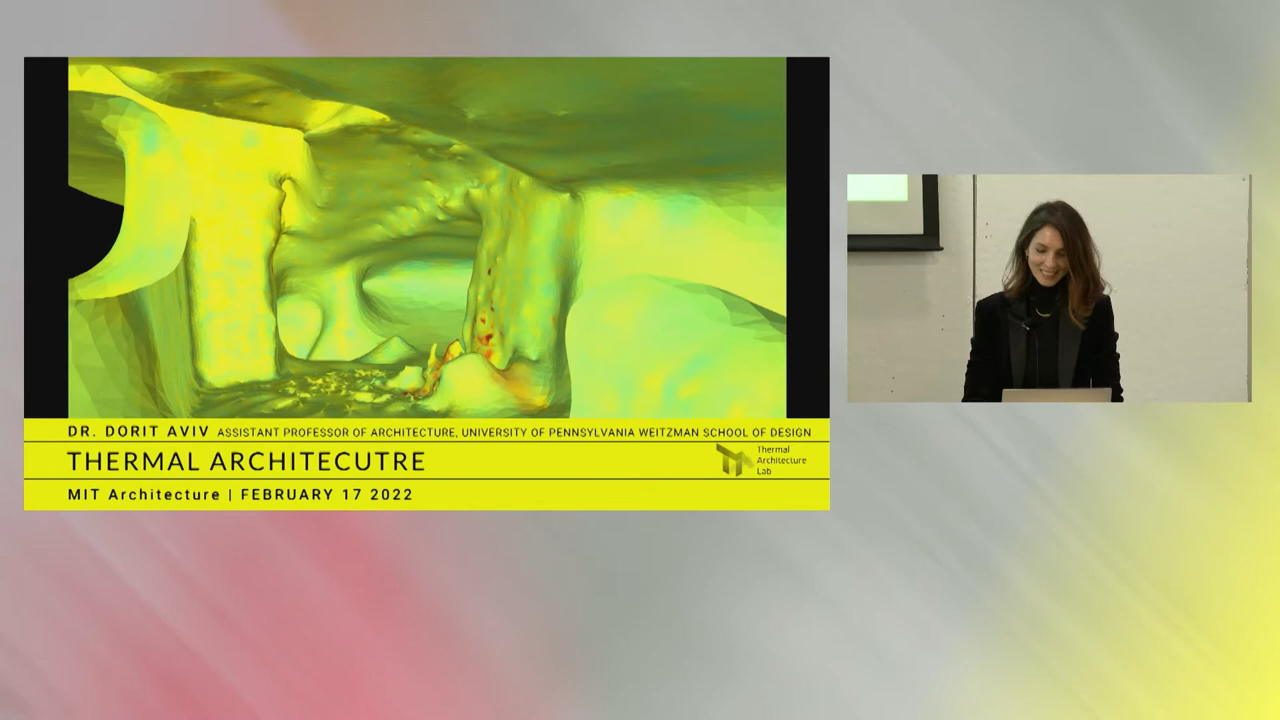 DR. DORIT AVIV ASSISTANT PROFESSOR OF ARCHITECTURE, UNIVERSITY OF PENNSYLVANIA WEITZMAN SCHOOL OF DESIGN
THERMAL ARCHITECUTRE
Thermal
Architecture
Lab
MIT Architecture | FEBRUARY 17 2022